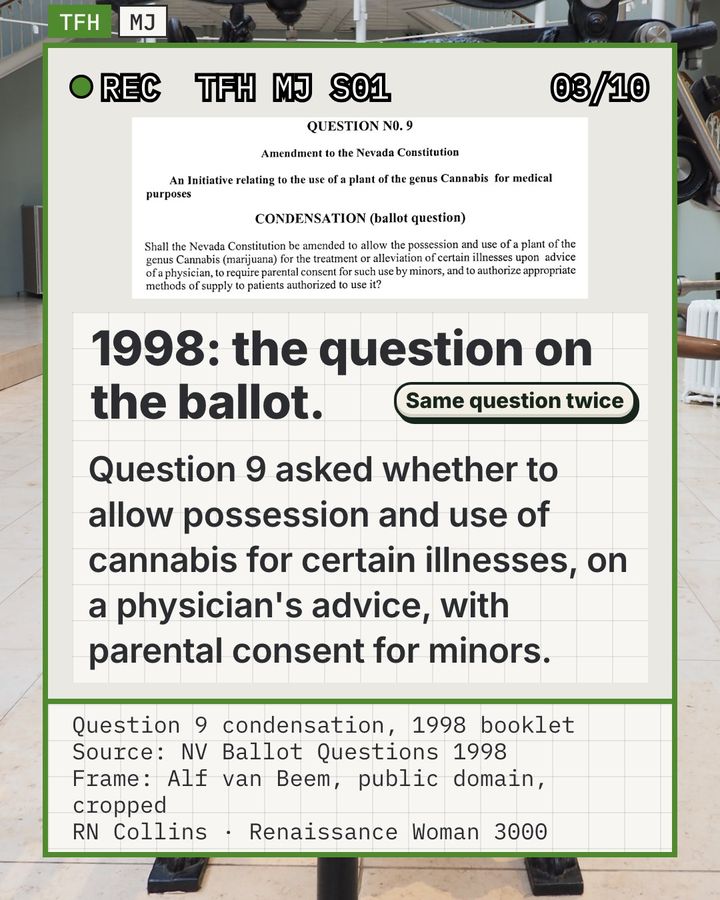 TFH MJ
REC TFH MJ S01 03/10
QUESTION N0. 9
Amendment to the Nevada Constitution
An Initiative relating to the use of a plant of the genus Cannabis for medical
purposes
CONDENSATION (ballot question)
Shall the Nevada Constitution be amended to allow the possession and use of a plant of the
genus Cannabis (marijuana) for the treatment or alleviation of certain illnesses upon advice
of a physician, to require parental consent for such use by minors, and to authorize appropriate
methods of supply to patients authorized to use it?
1998: the question on
the ballot.
Same question twice
Question 9 asked whether to
allow possession and use of
cannabis for certain illnesses, on
a physician's advice, with
parental consent for minors.
Question 9 condensation, 1998 booklet
Source: NV Ballot Questions 1998
Frame: Alf van Beem, public domain,
cropped
RN Collins · Renaissance Woman 3000